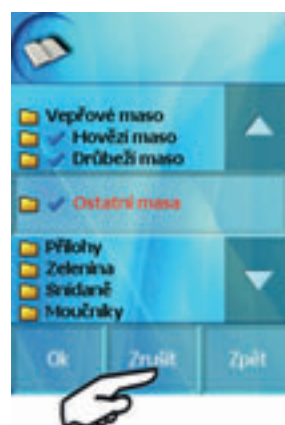 Vepřové maso
Hovězí maso
Drůbeží maso
Ostatní masa
Přílohy
Zelenina
Snídaně
Moučníky
Ok Zrušit Zpět